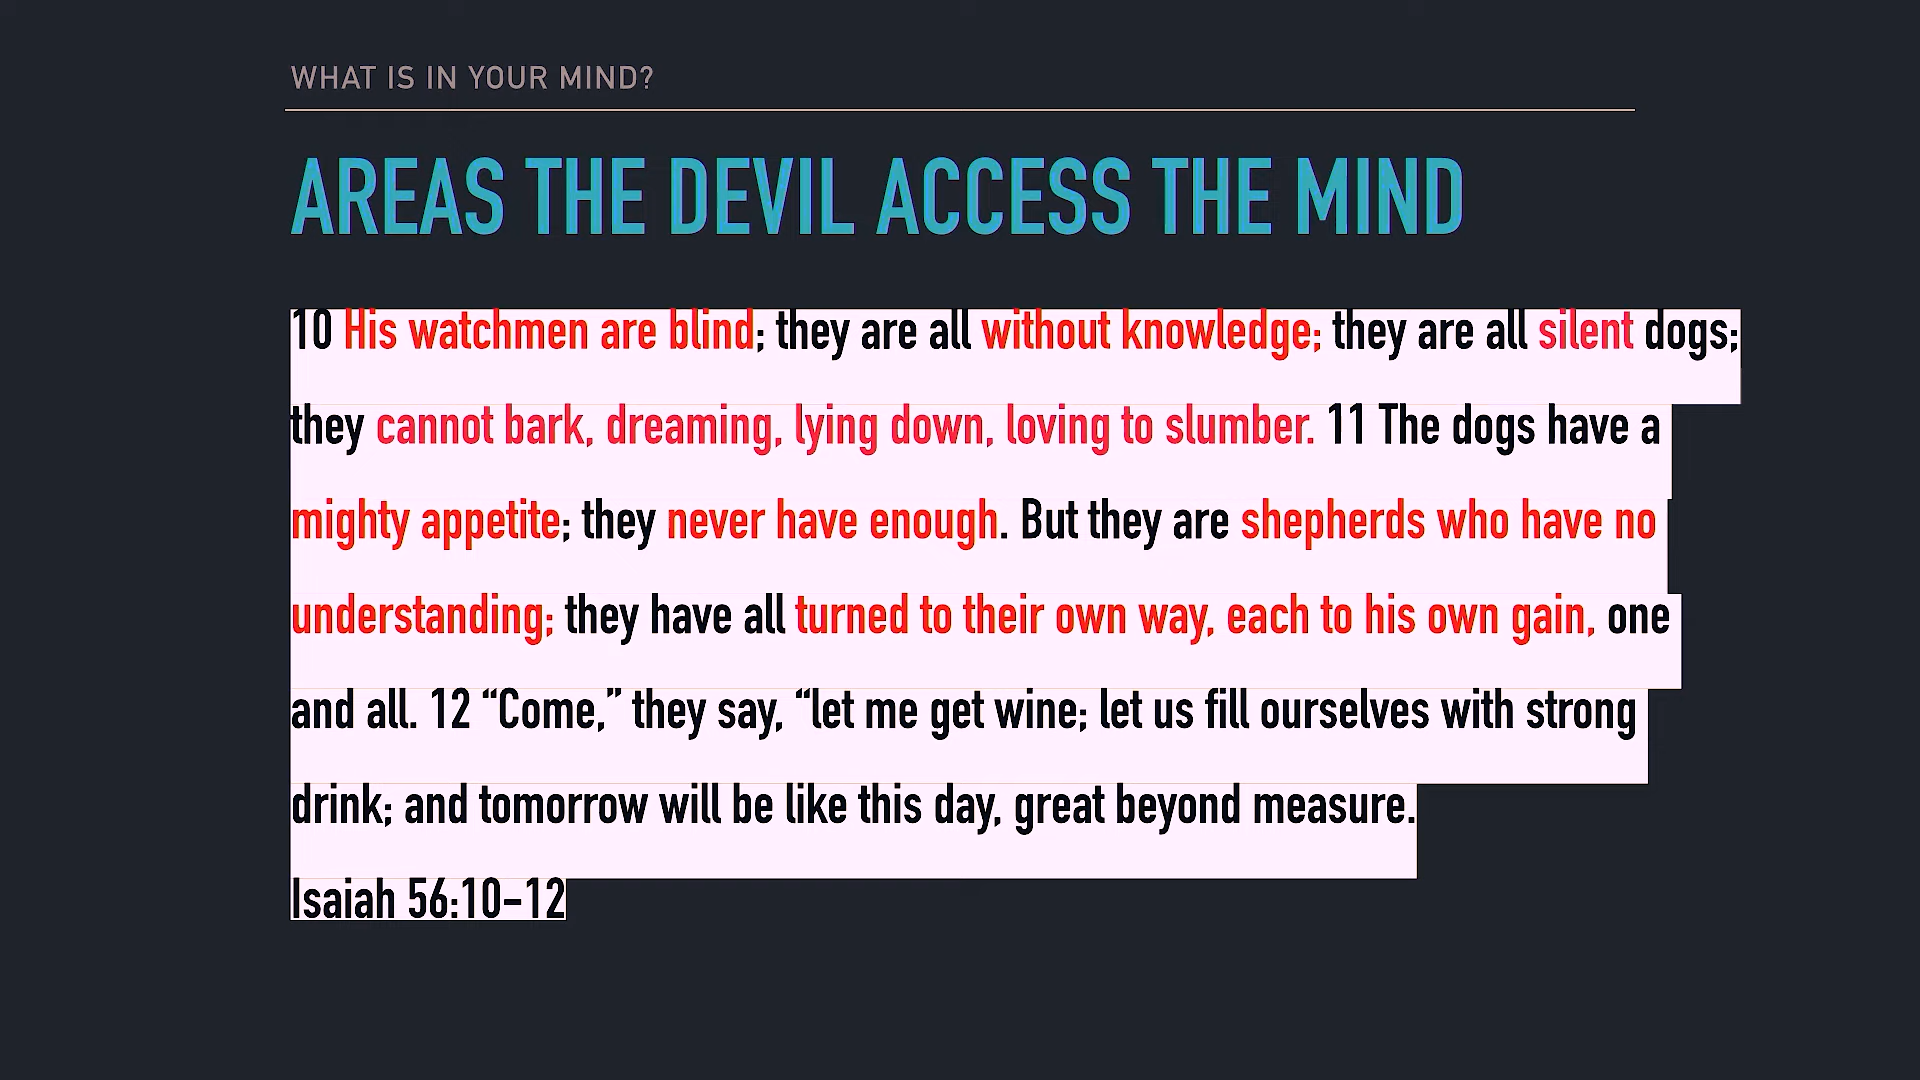 WHAT IS IN YOUR MIND?
AREAS THE DEVIL ACCESS THE MIND
10 His watchmen are blind; they are all without knowledge; they are all silent dogs;
they cannot bark, dreaming, lying down, loving to slumber. 11 The dogs have a
mighty appetite; they never have enough. But they are shepherds who have no
understanding; they have all turned to their own way, each to his own gain, one
and all. 12 “Come,” they say, “let me get wine; let us fill ourselves with strong
drink; and tomorrow will be like this day, great beyond measure.
Isaiah 56:10–12